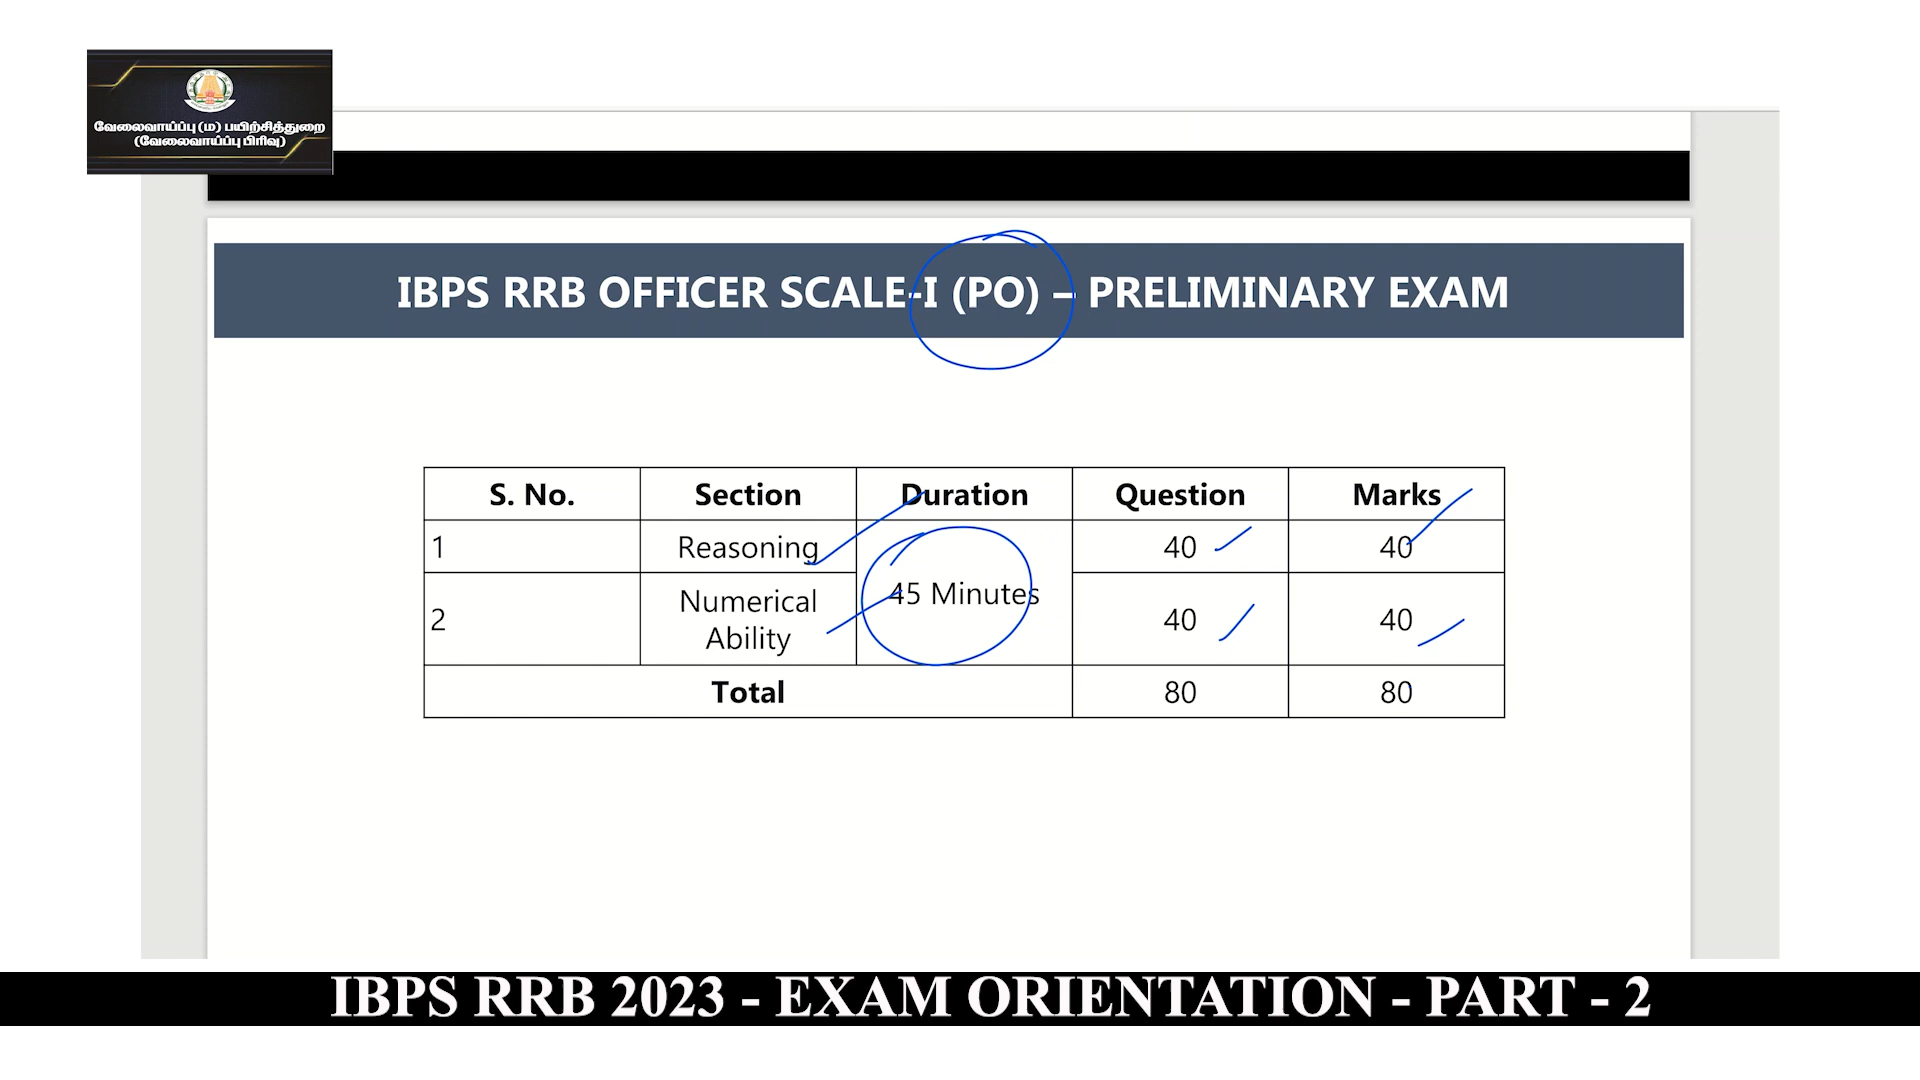 வேலைவாய்ப்பு (ம) பயிற்சித்துறை
(வேலைவாய்ப்பு பிரிவு)
IBPS RRB OFFICER SCALE-I (PO) – PRELIMINARY EXAM
S. No. Section Duration Question Marks
1 Reasoning 45 Minutes 40 40
2 Numerical Ability 40 40
Total 80 80
IBPS RRB 2023 - EXAM ORIENTATION - PART - 2